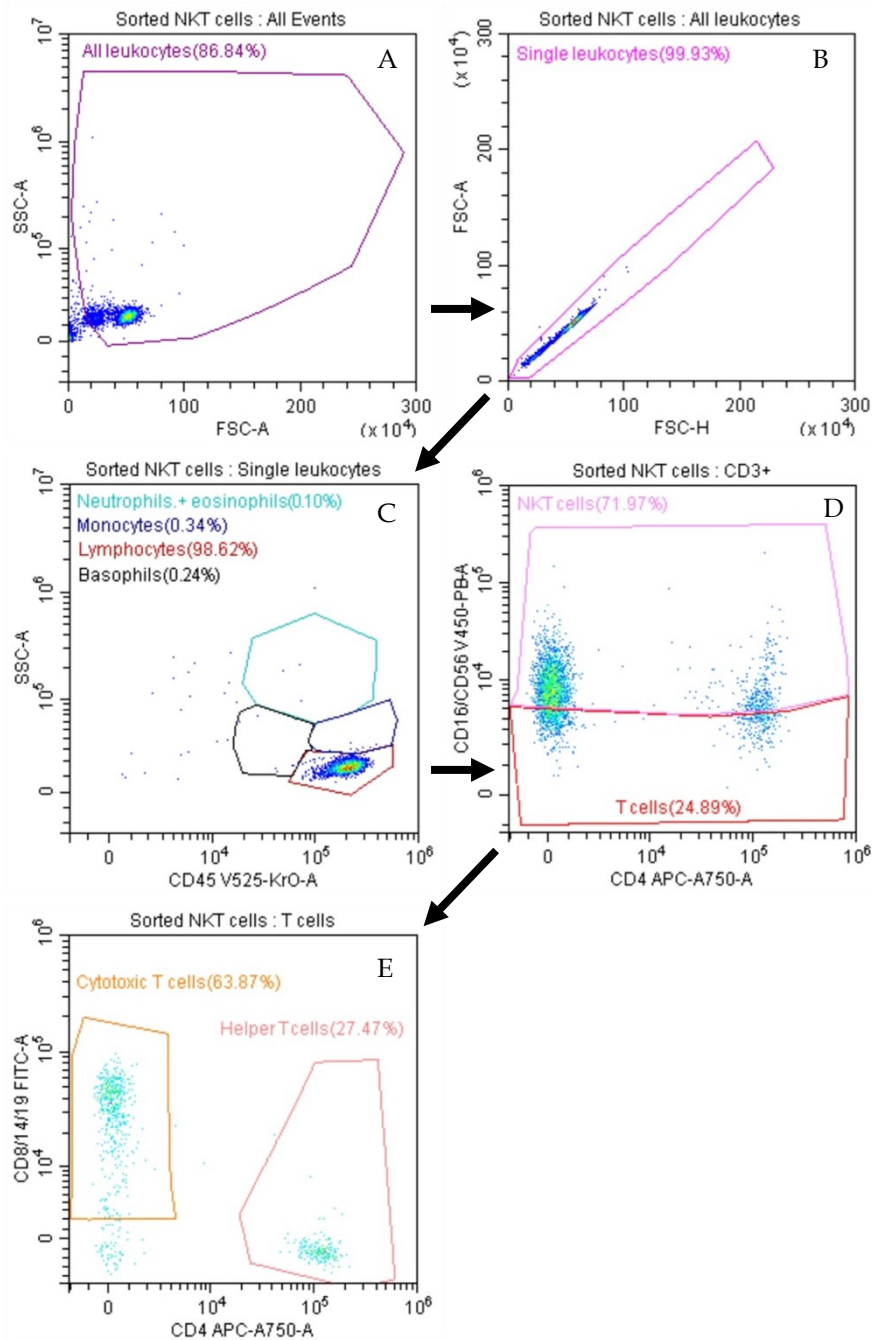 Sorted NKT cells : All Events
All leukocytes(86.84%)
A
10^7
10^6
10^5
0
SSC-A
0
100
200
300
FSC-A
(x 10^4)
Sorted NKT cells : All leukocytes
Single leukocytes(99.93%)
B
300
200
100
0
(x 10^4)
FSC-A
0
100
200
300
FSC-H
(x 10^4)
Sorted NKT cells : Single leukocytes
Neutrophils.+ eosinophils(0.10%)
Monocytes(0.34%)
Lymphocytes(98.62%)
Basophils(0.24%)
C
10^7
10^6
10^5
0
SSC-A
0
10^4
10^5
10^6
CD45 V525-KrO-A
Sorted NKT cells : CD3+
NKT cells(71.97%)
D
10^6
10^5
10^4
0
CD16/CD56 V450-PB-A
T cells(24.89%)
0
10^4
10^5
10^6
CD4 APC-A750-A
Sorted NKT cells : T cells
E
Cytotoxic T cells(63.87%)
Helper T cells(27.47%)
10^6
10^5
10^4
0
CD8/14/19 FITC-A
0
10^4
10^5
10^6
CD4 APC-A750-A